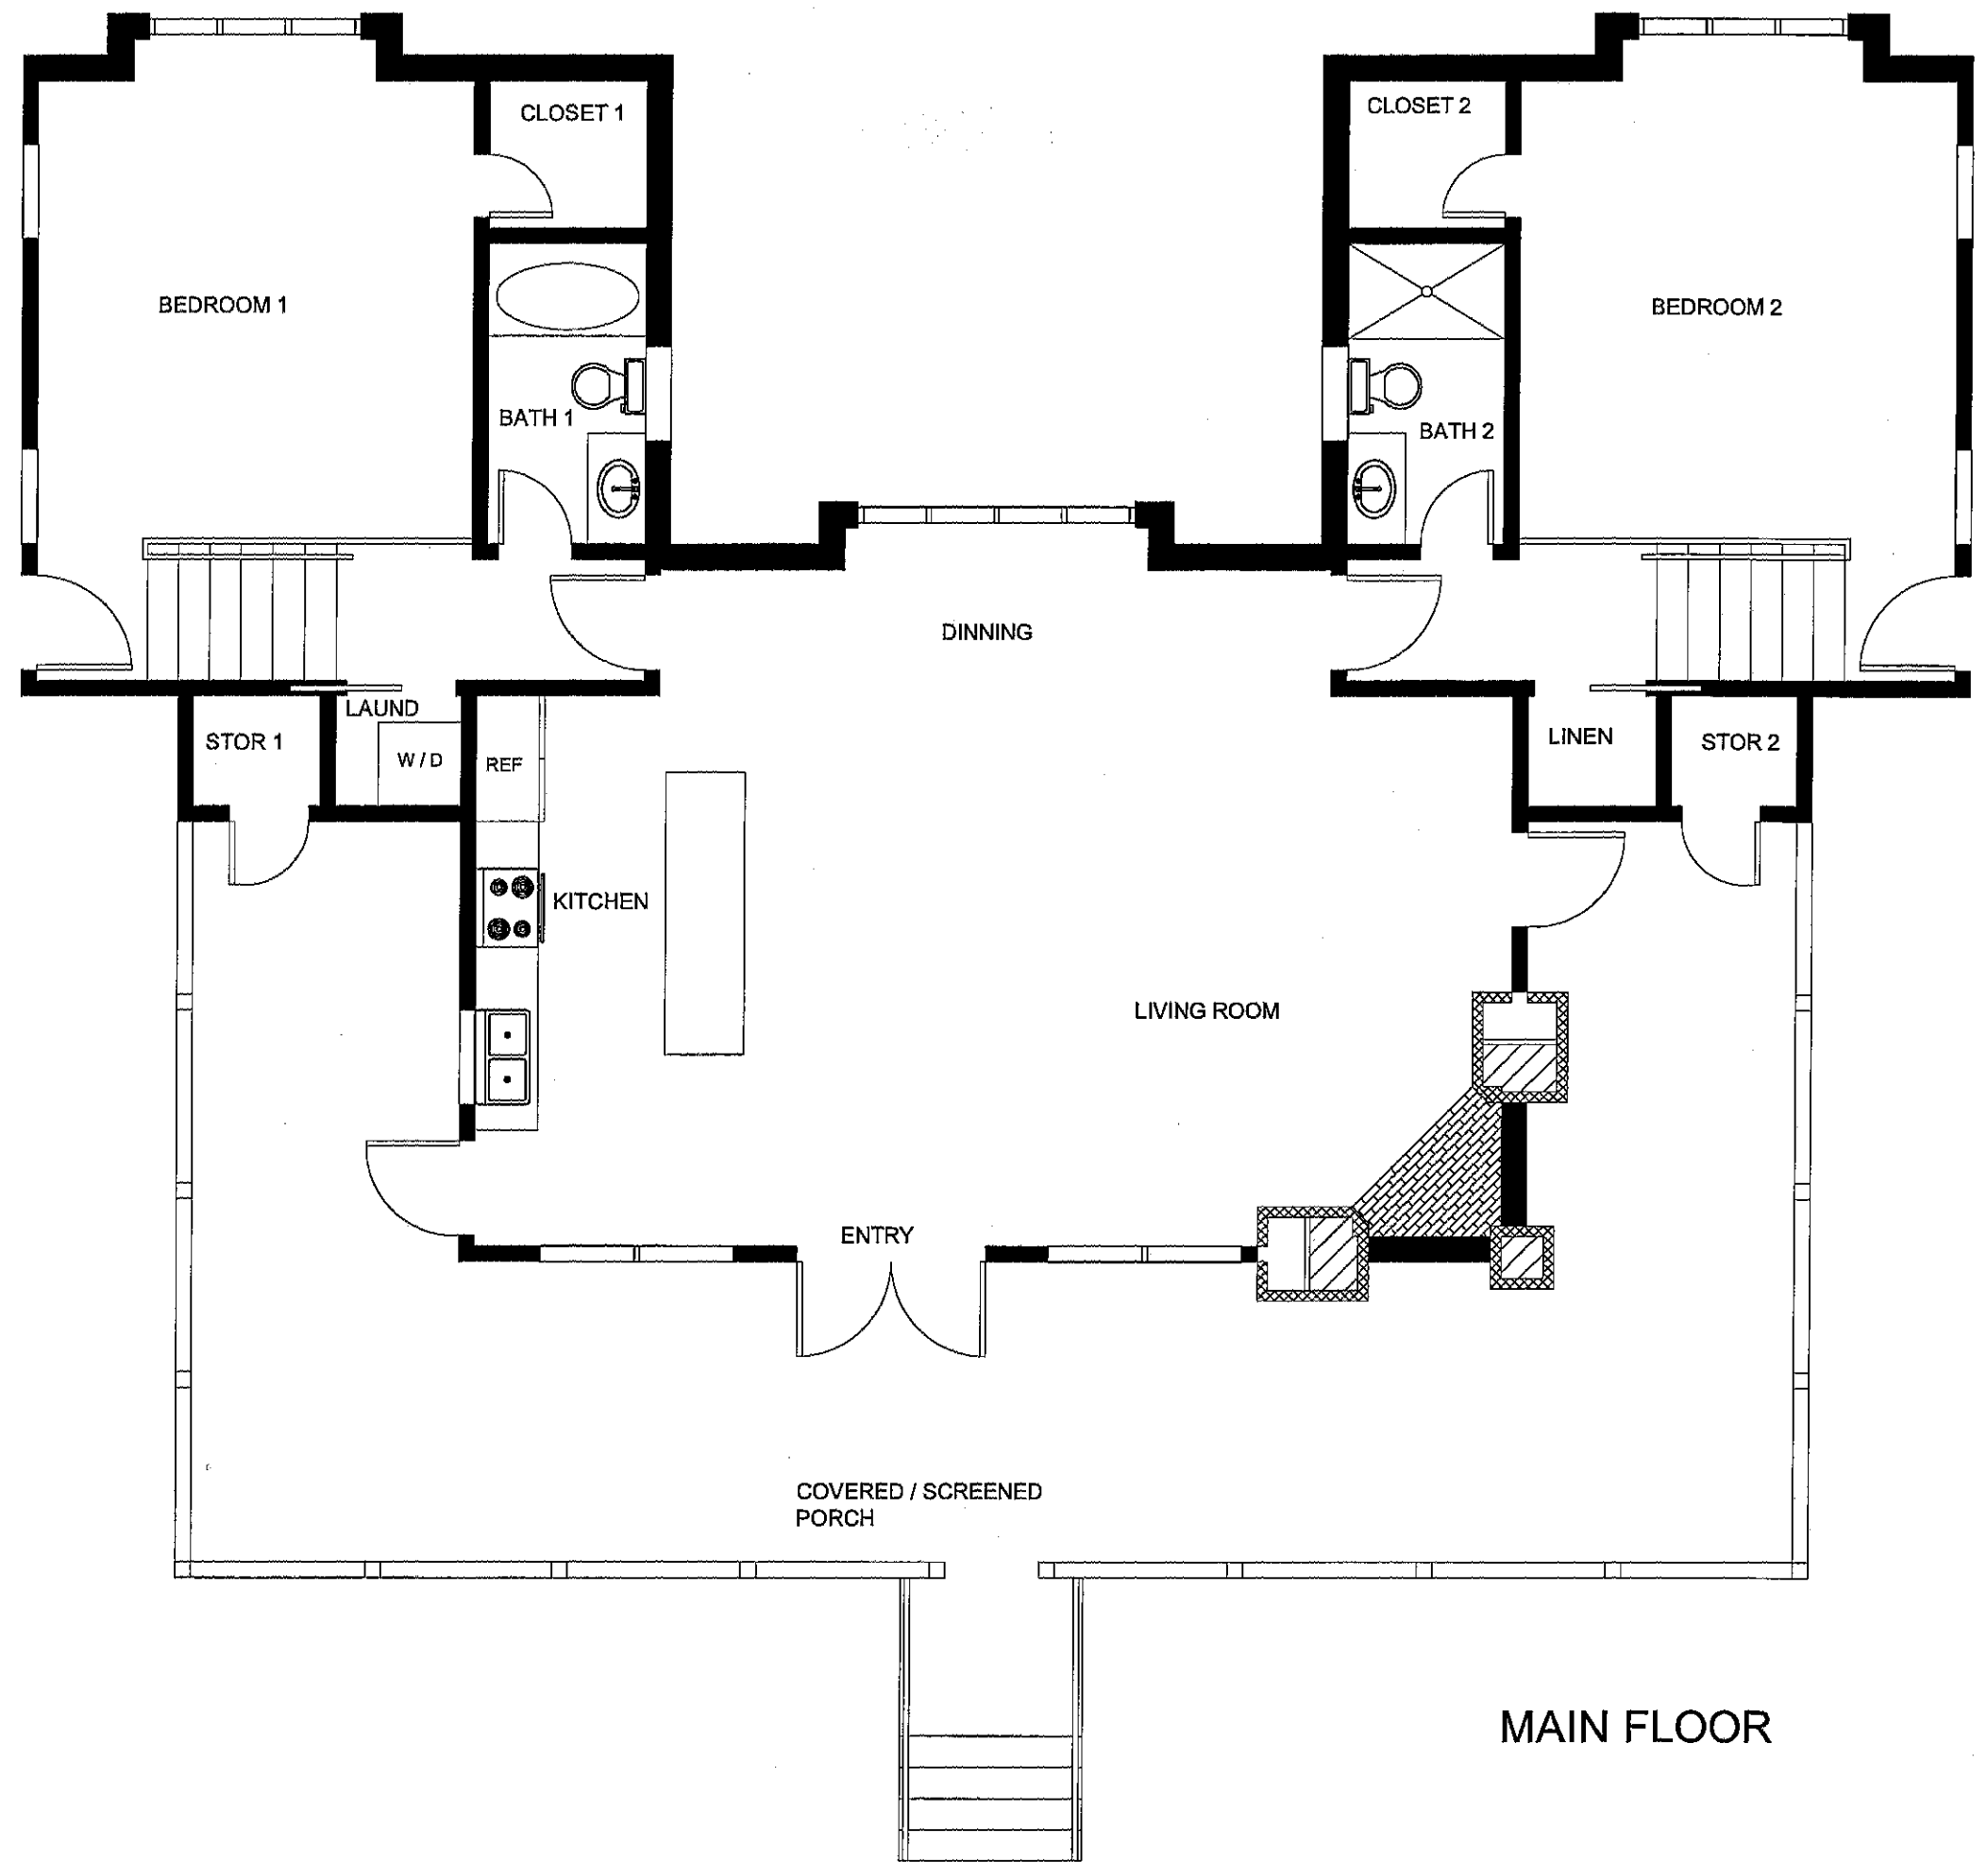 CLOSET 1
CLOSET 2
BEDROOM 1
BEDROOM 2
BATH 1
BATH 2
DINNING
LAUND
STOR 1
W / D
REF
LINEN
STOR 2
KITCHEN
LIVING ROOM
ENTRY
COVERED / SCREENED
PORCH
MAIN FLOOR